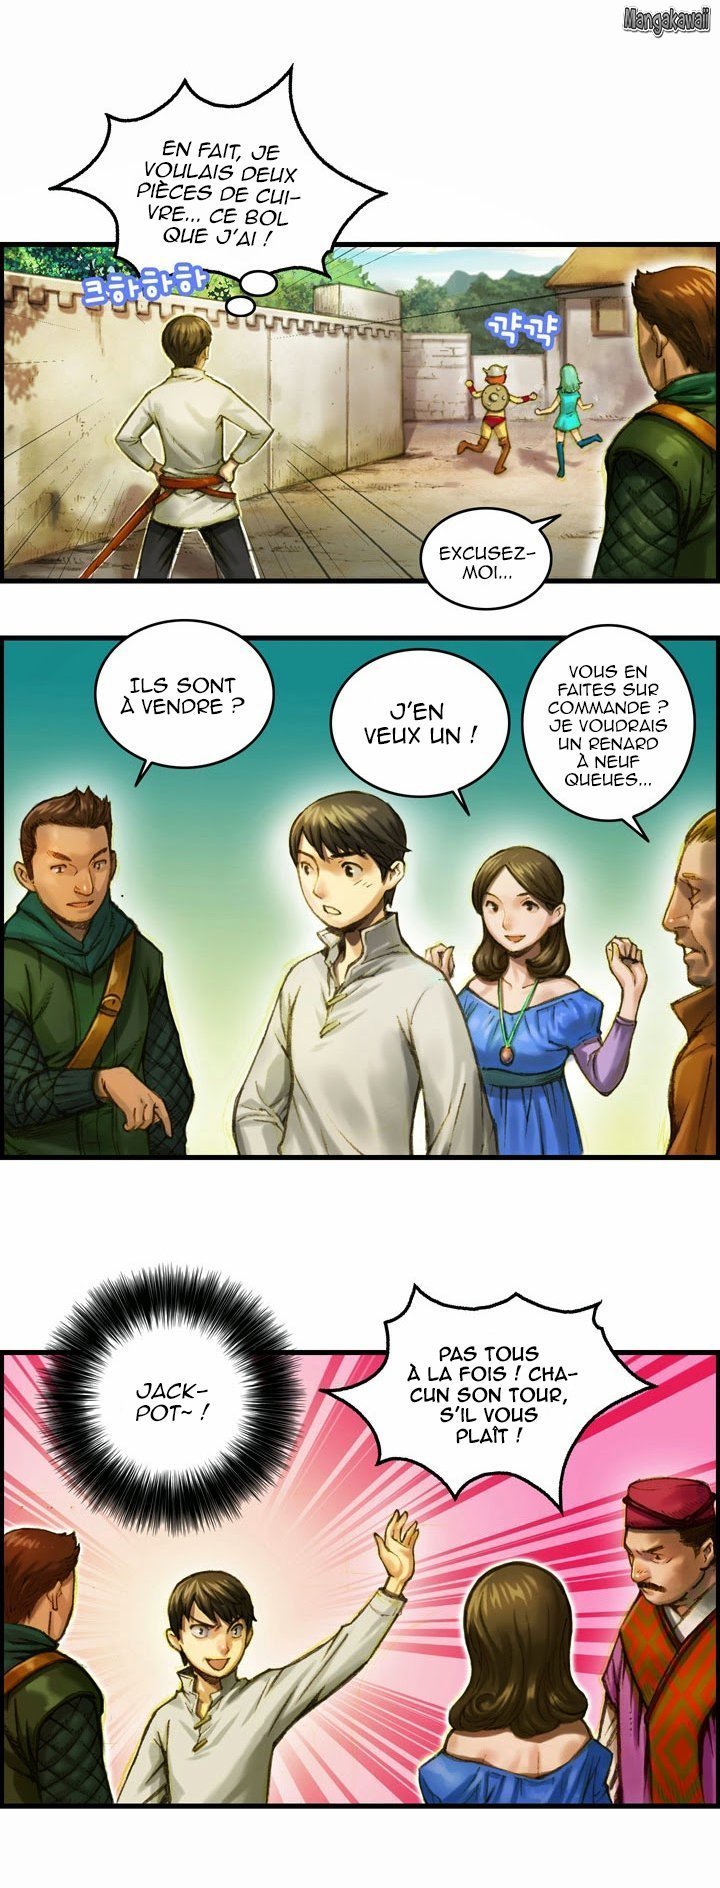 Mangakawaii
EN FAIT, JE
VOULAIS DEUX
PIÈCES DE CUI-
VRE... CE BOL
QUE J'AI !
크하하하
꺅꺅
EXCUSEZ-
MOI...
ILS SONT
À VENDRE ?
J'EN
VEUX UN !
VOUS EN
FAITES SUR
COMMANDE ?
JE VOUDRAIS
UN RENARD
À NEUF
QUEUES...
JACK-
POT~ !
PAS TOUS
À LA FOIS ! CHA-
CUN SON TOUR,
S'IL VOUS
PLAÎT !